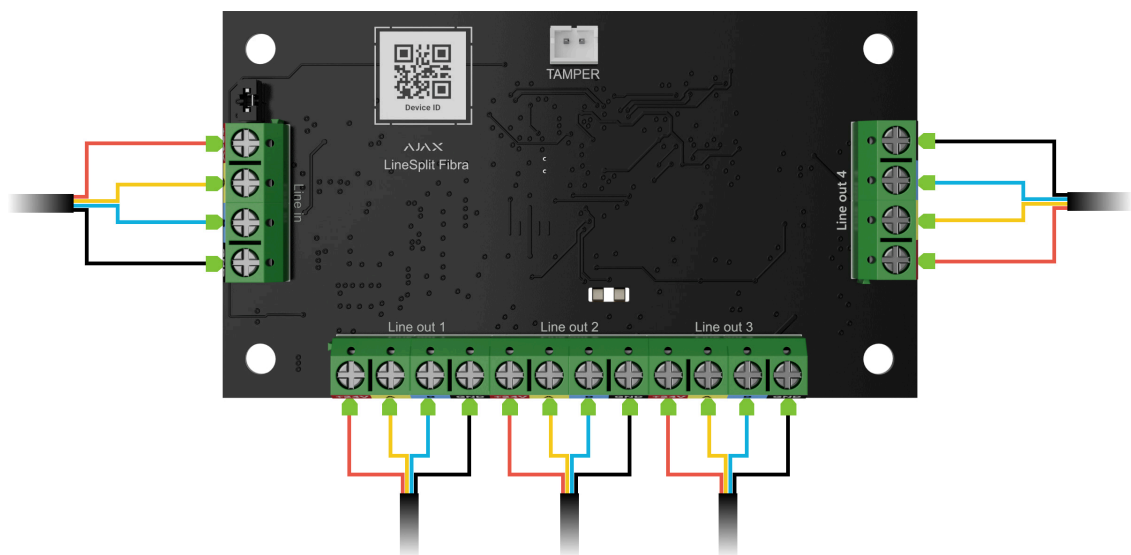 TAMPER
Device ID
AJAX
LineSplit Fibra
Line in
Line out 4
Line out 1
Line out 2
Line out 3